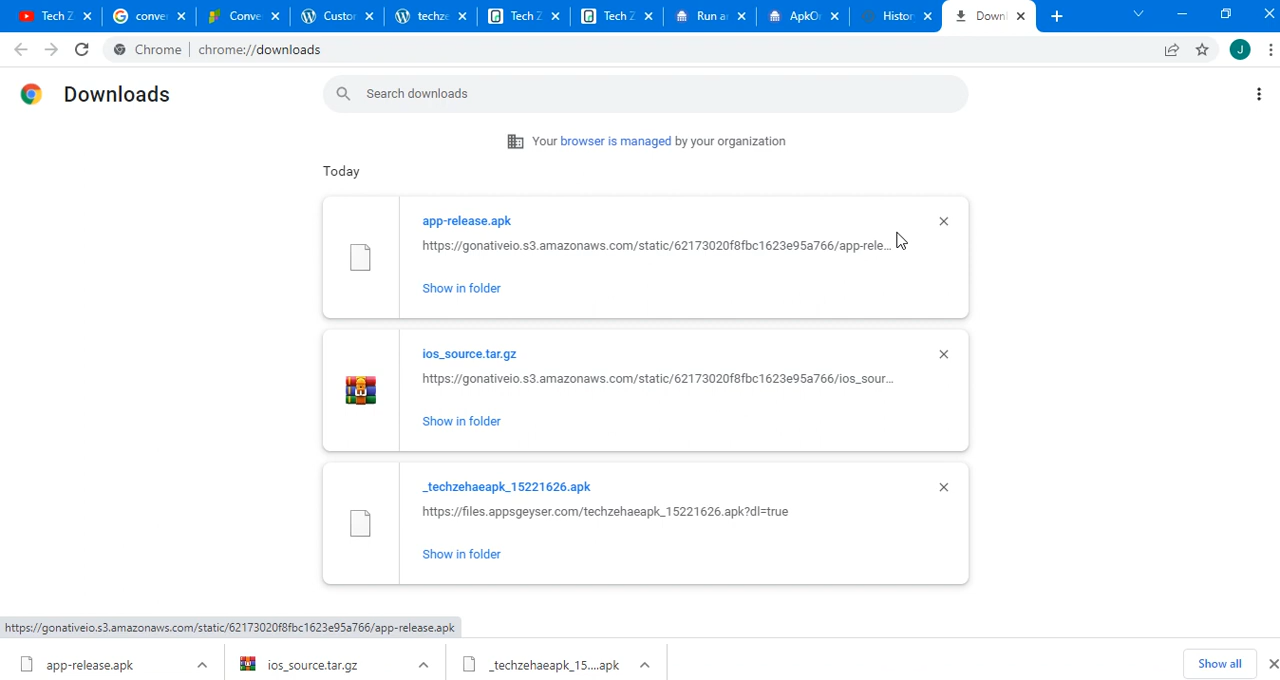 Tech Z
conve
Conve
Custor
techze
Tech Z
Tech Z
Run a
ApkO
Histor
Downl
Chrome
chrome://downloads
J
Downloads
Search downloads
Your browser is managed by your organization
Today
app-release.apk
https://gonativeio.s3.amazonaws.com/static/62173020f8fbc1623e95a766/app-rele...
Show in folder
ios_source.tar.gz
https://gonativeio.s3.amazonaws.com/static/62173020f8fbc1623e95a766/ios_sour...
Show in folder
_techzehaeapk_15221626.apk
https://files.appsgeyser.com/techzehaeapk_15221626.apk?dl=true
Show in folder
https://gonativeio.s3.amazonaws.com/static/62173020f8fbc1623e95a766/app-release.apk
app-release.apk
ios_source.tar.gz
_techzehaeapk_15....apk
Show all